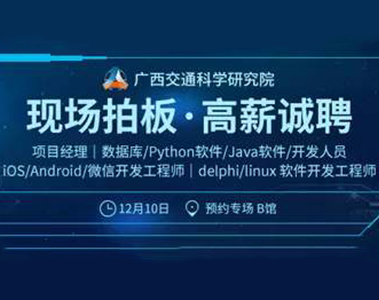 广西交通科学研究院
现场拍板·高薪诚聘
项目经理｜数据库/Python软件/Java软件/开发人员
iOS/Android/微信开发工程师｜delphi/linux 软件开发工程师
12月10日 预约专场 B馆